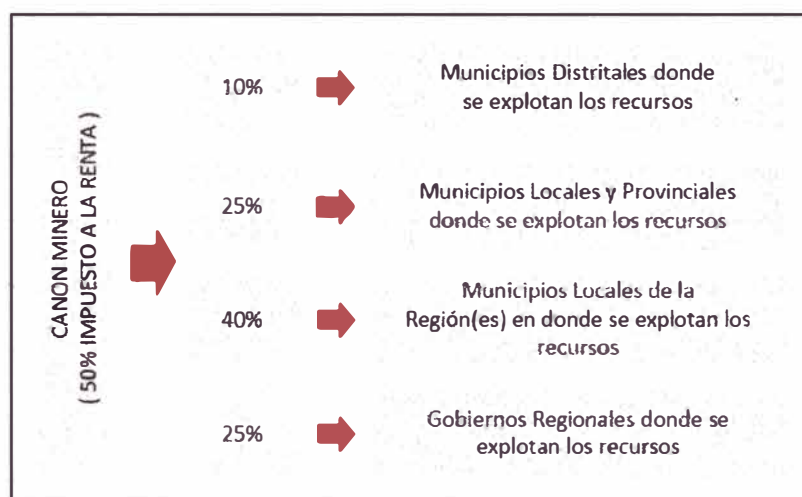 CANON MINERO
( 50% IMPUESTO A LA RENTA )
10%
Municipios Distritales donde
se explotan los recursos
25%
Municipios Locales y Provinciales
donde se explotan los recursos
40%
Municipios Locales de la
Región(es) en donde se explotan los
recursos
25%
Gobiernos Regionales donde se
explotan los recursos